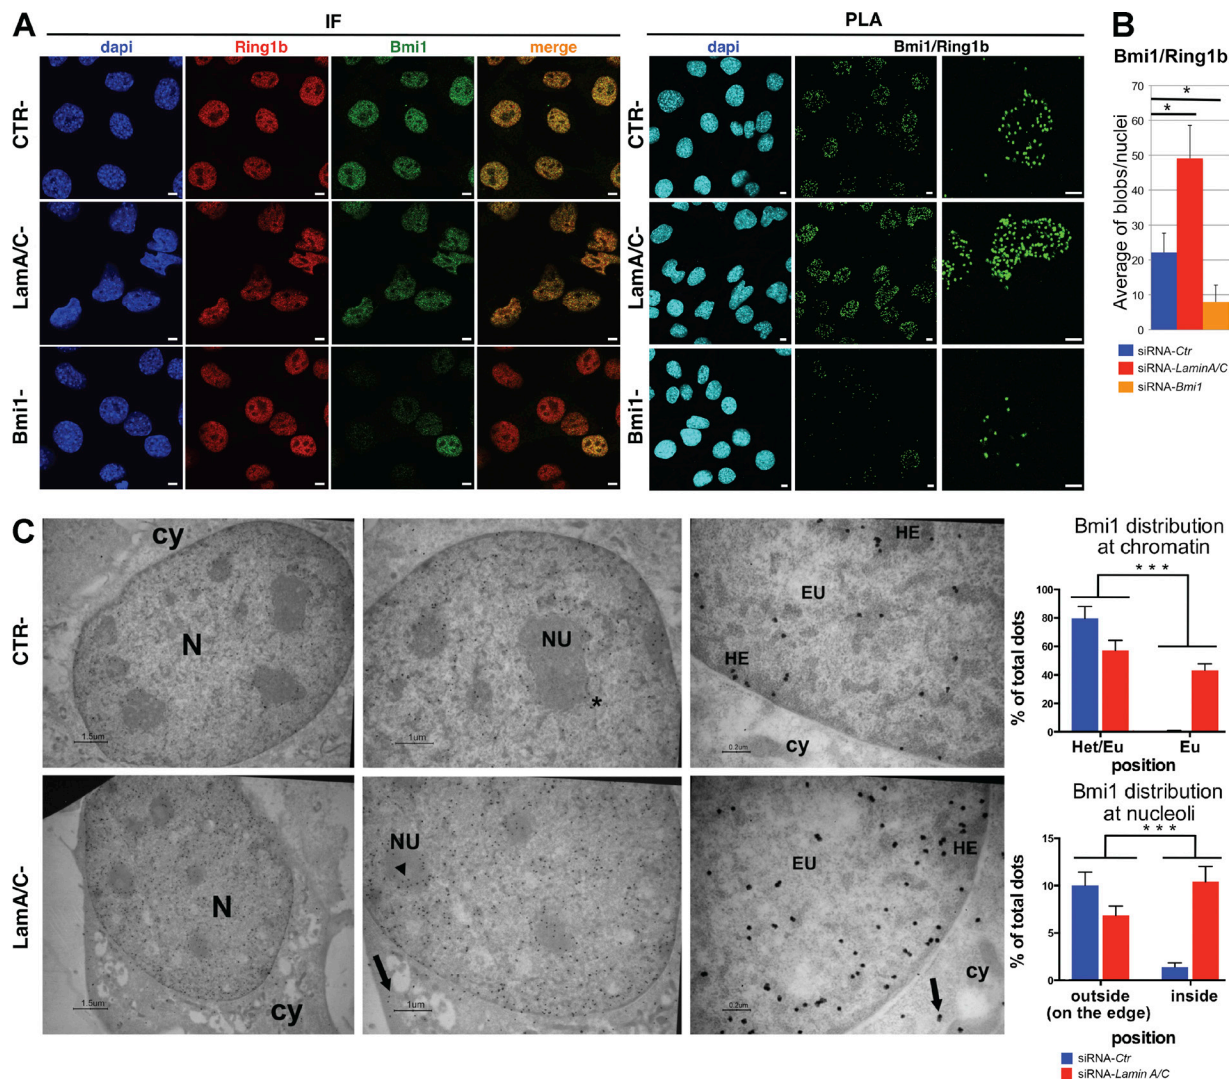 A
IF
PLA
B
dapi
Ring1b
Bmi1
merge
dapi
Bmi1/Ring1b
Bmi1/Ring1b
CTR-
LamA/C-
Bmi1-
CTR-
LamA/C-
Bmi1-
Average of blobs/nuclei
70
60
50
40
30
20
10
0
*
*
siRNA-Ctr
siRNA-LaminA/C
siRNA-Bmi1
C
CTR-
cy
N
1.5um
NU
*
1um
HE
EU
HE
cy
0.2um
Bmi1 distribution
at chromatin
* * *
% of total dots
100
80
60
40
20
0
Het/Eu
Eu
position
LamA/C-
N
cy
1.5um
NU
1um
EU
HE
cy
0.2um
Bmi1 distribution
at nucleoli
* * *
% of total dots
15
10
5
0
outside
(on the edge)
inside
position
siRNA-Ctr
siRNA-Lamin A/C